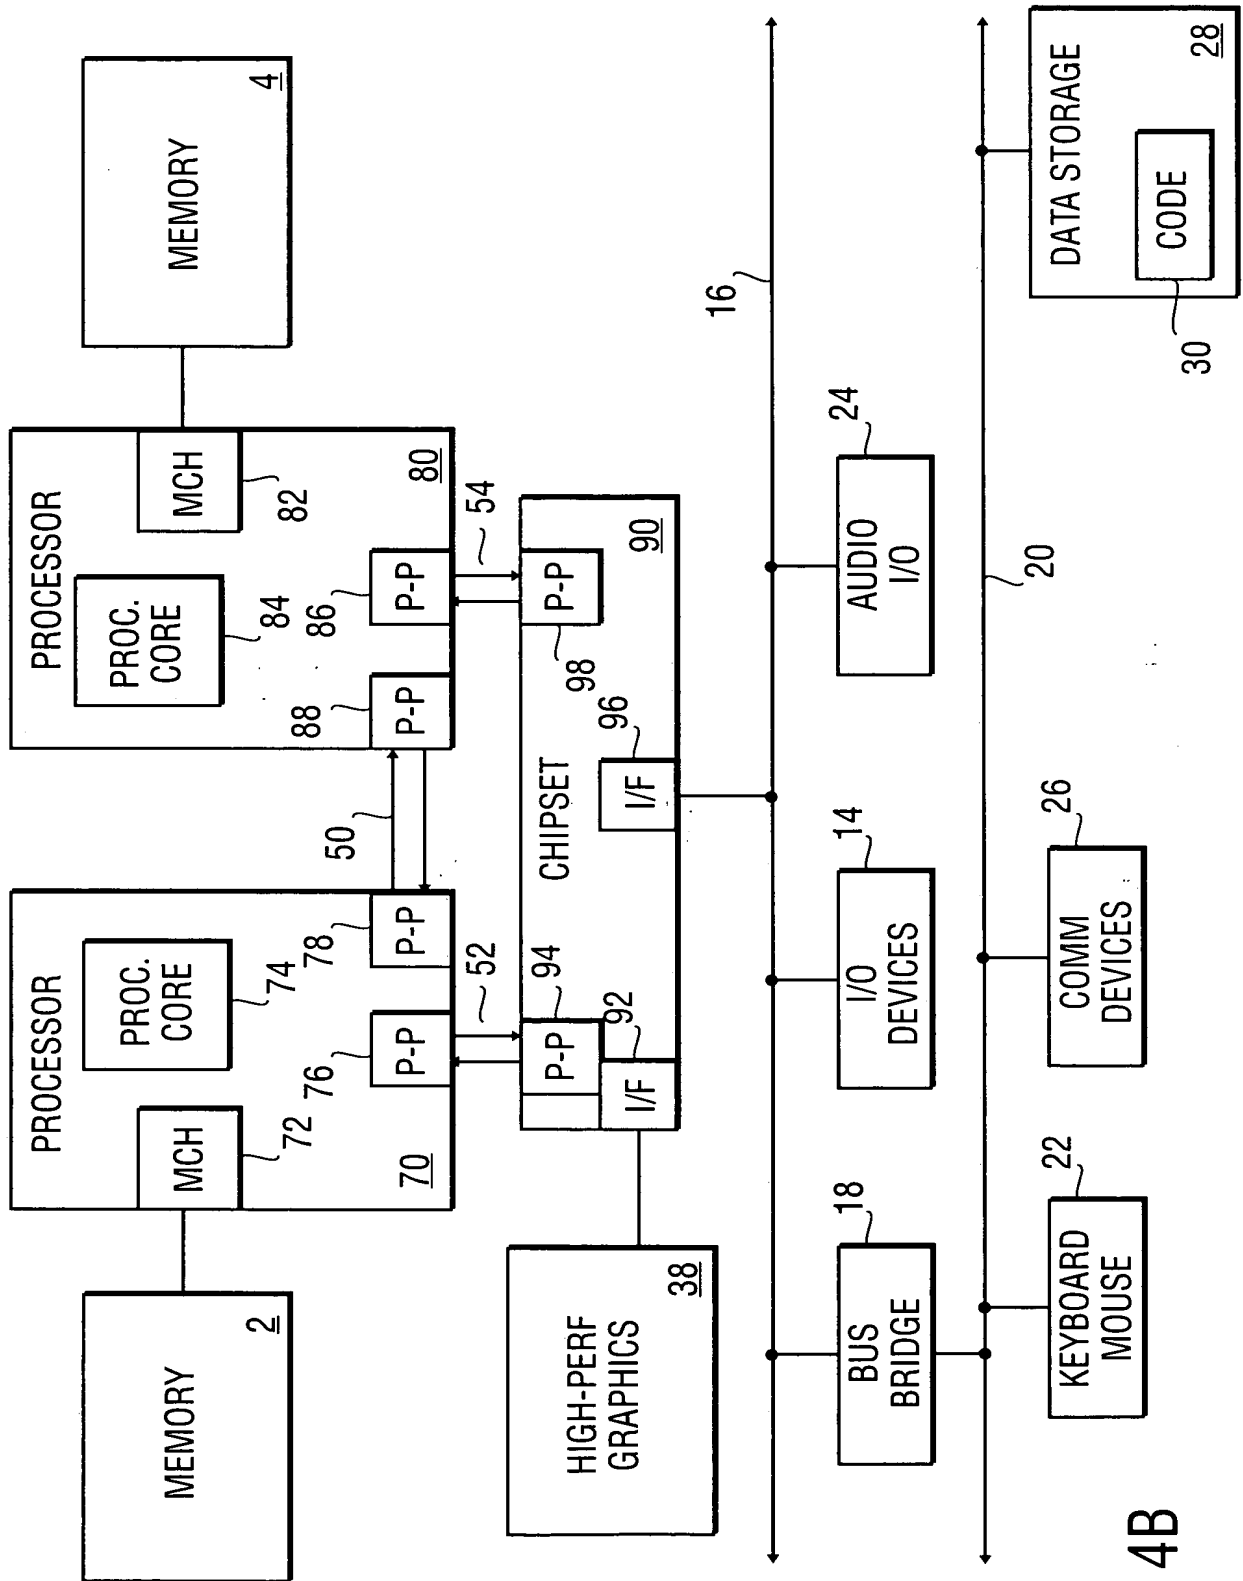 MEMORY
2
PROCESSOR
MCH
72
PROC.
CORE
74
70
P-P
76
P-P
78
50
PROCESSOR
PROC.
CORE
84
MCH
82
80
P-P
88
P-P
86
MEMORY
4
52
54
HIGH-PERF
GRAPHICS
38
CHIPSET
90
P-P
94
I/F
92
I/F
96
P-P
98
16
BUS
BRIDGE
18
I/O
DEVICES
14
AUDIO
I/O
24
20
KEYBOARD
MOUSE
22
COMM
DEVICES
26
DATA STORAGE
28
CODE
30
4B